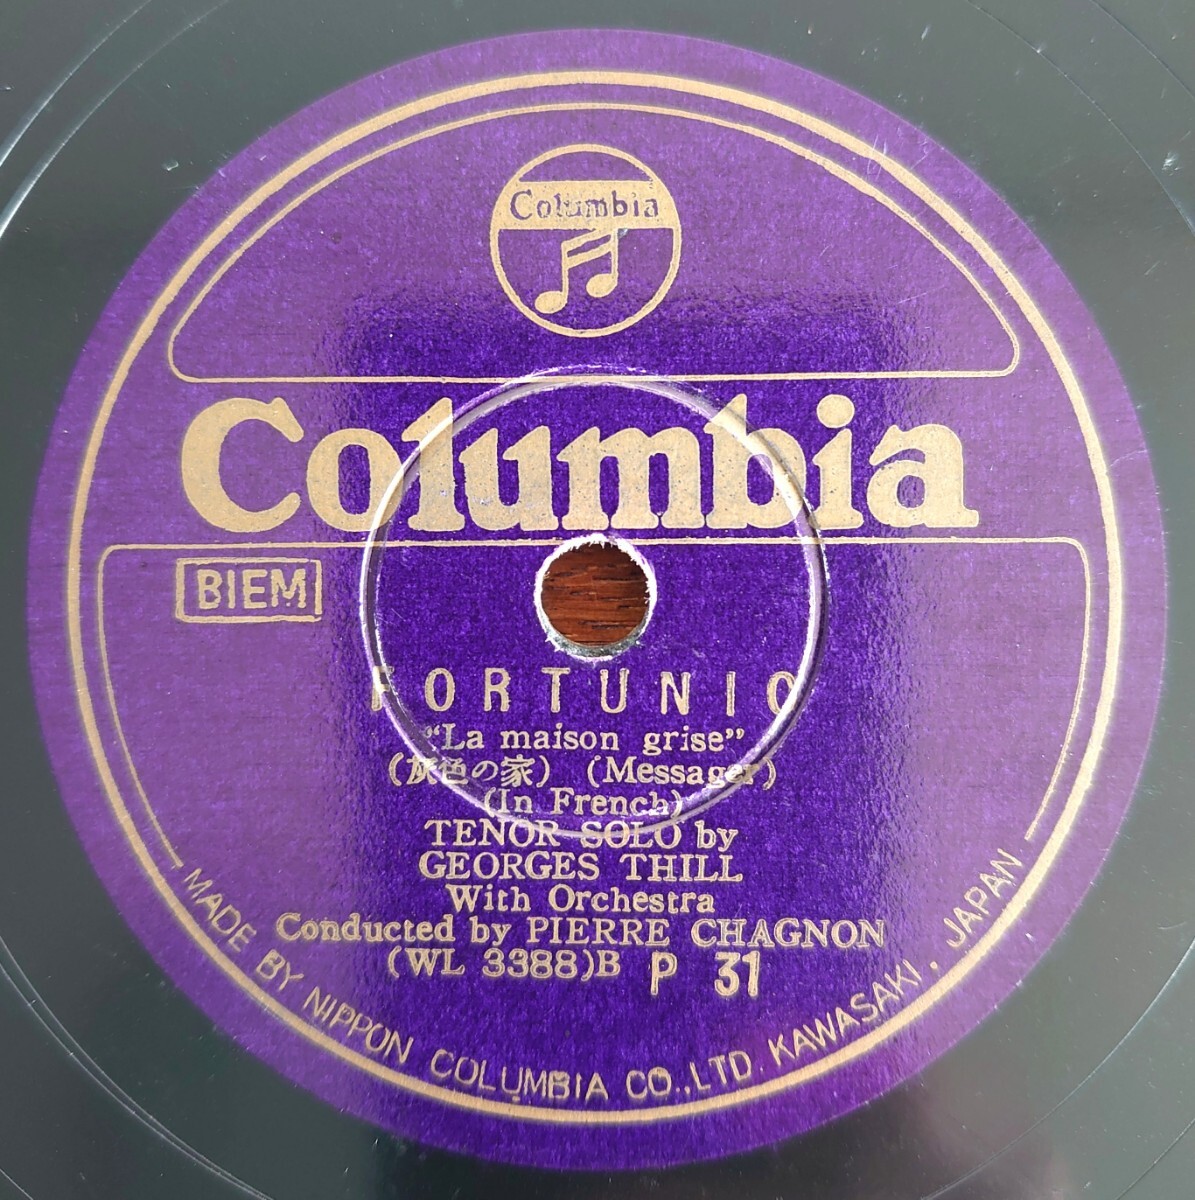 Columbia
Columbia
BIEM
FORTUNIO
“La maison grise”
(灰色の家) (Messager)
(In French)
TENOR SOLO by
GEORGES THILL
With Orchestra
Conducted by PIERRE CHAGNON
(WL 3388)B P 31
MADE BY NIPPON COLUMBIA CO.,LTD. KAWASAKI, JAPAN